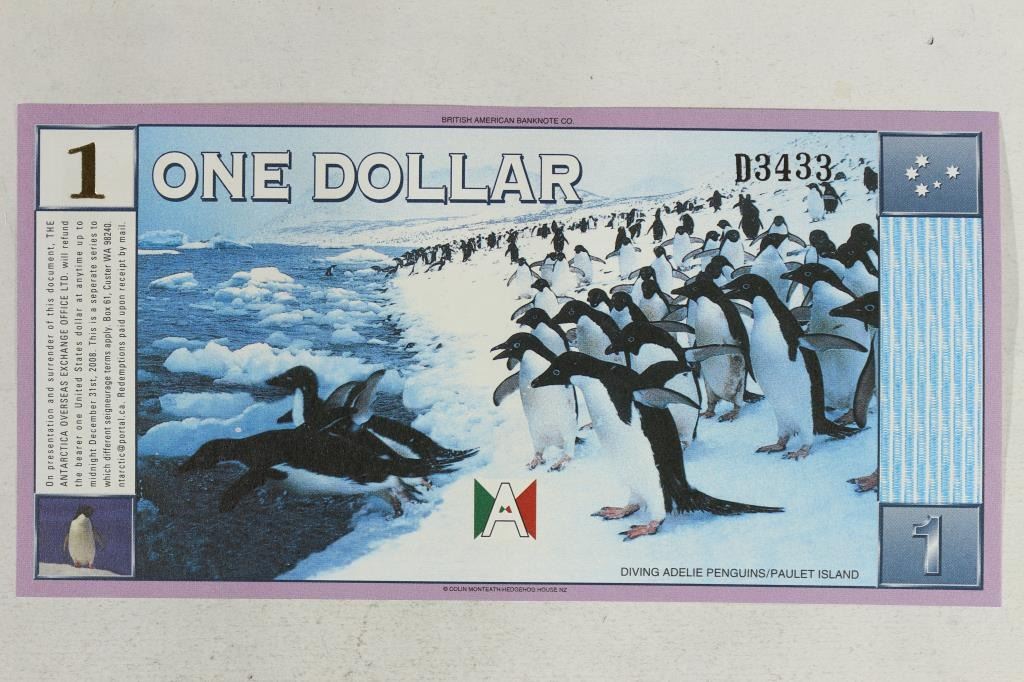 BRITISH AMERICAN BANKNOTE CO.
1
ONE DOLLAR
D3433
On presentation and surrender of this document, THE
ANTARCTICA OVERSEAS EXCHANGE OFFICE LTD. will refund
the bearer one United States dollar at anytime up to
midnight December 31st, 2008. This is a seperate series to
which different seigneurage terms apply. Box 61, Custer WA 98240.
ntarctic@portal.ca. Redemptions paid upon receipt by mail.
A
1
DIVING ADELIE PENGUINS/PAULET ISLAND
© COLIN MONTEATH/HEDGEHOG HOUSE NZ